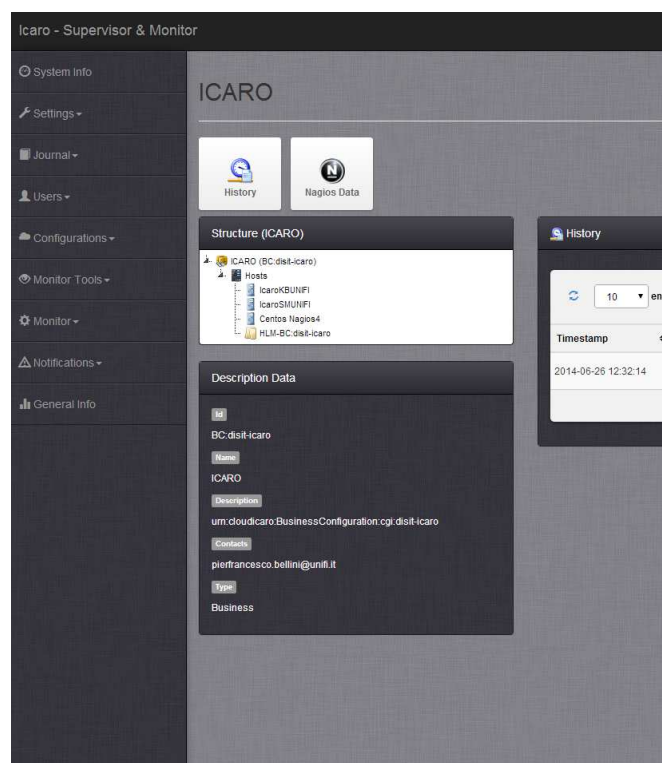 Icaro - Supervisor & Monitor
System Info
Settings
Journal
Users
Configurations
Monitor Tools
Monitor
Notifications
General Info
ICARO
History
Nagios Data
Structure (ICARO)
ICARO (BC:disit-icaro)
Hosts
IcaroKBUNIFI
IcaroSMUNIFI
Centos Nagios4
HLM-BC:disit-icaro
Description Data
Id
BC:disit-icaro
Name
ICARO
Description
urn:cloudicaro:BusinessConfiguration:cgi:disit-icaro
Contacts
pierfrancesco.bellini@unifi.it
Type
Business
History
10 en
Timestamp
2014-06-26 12:32:14